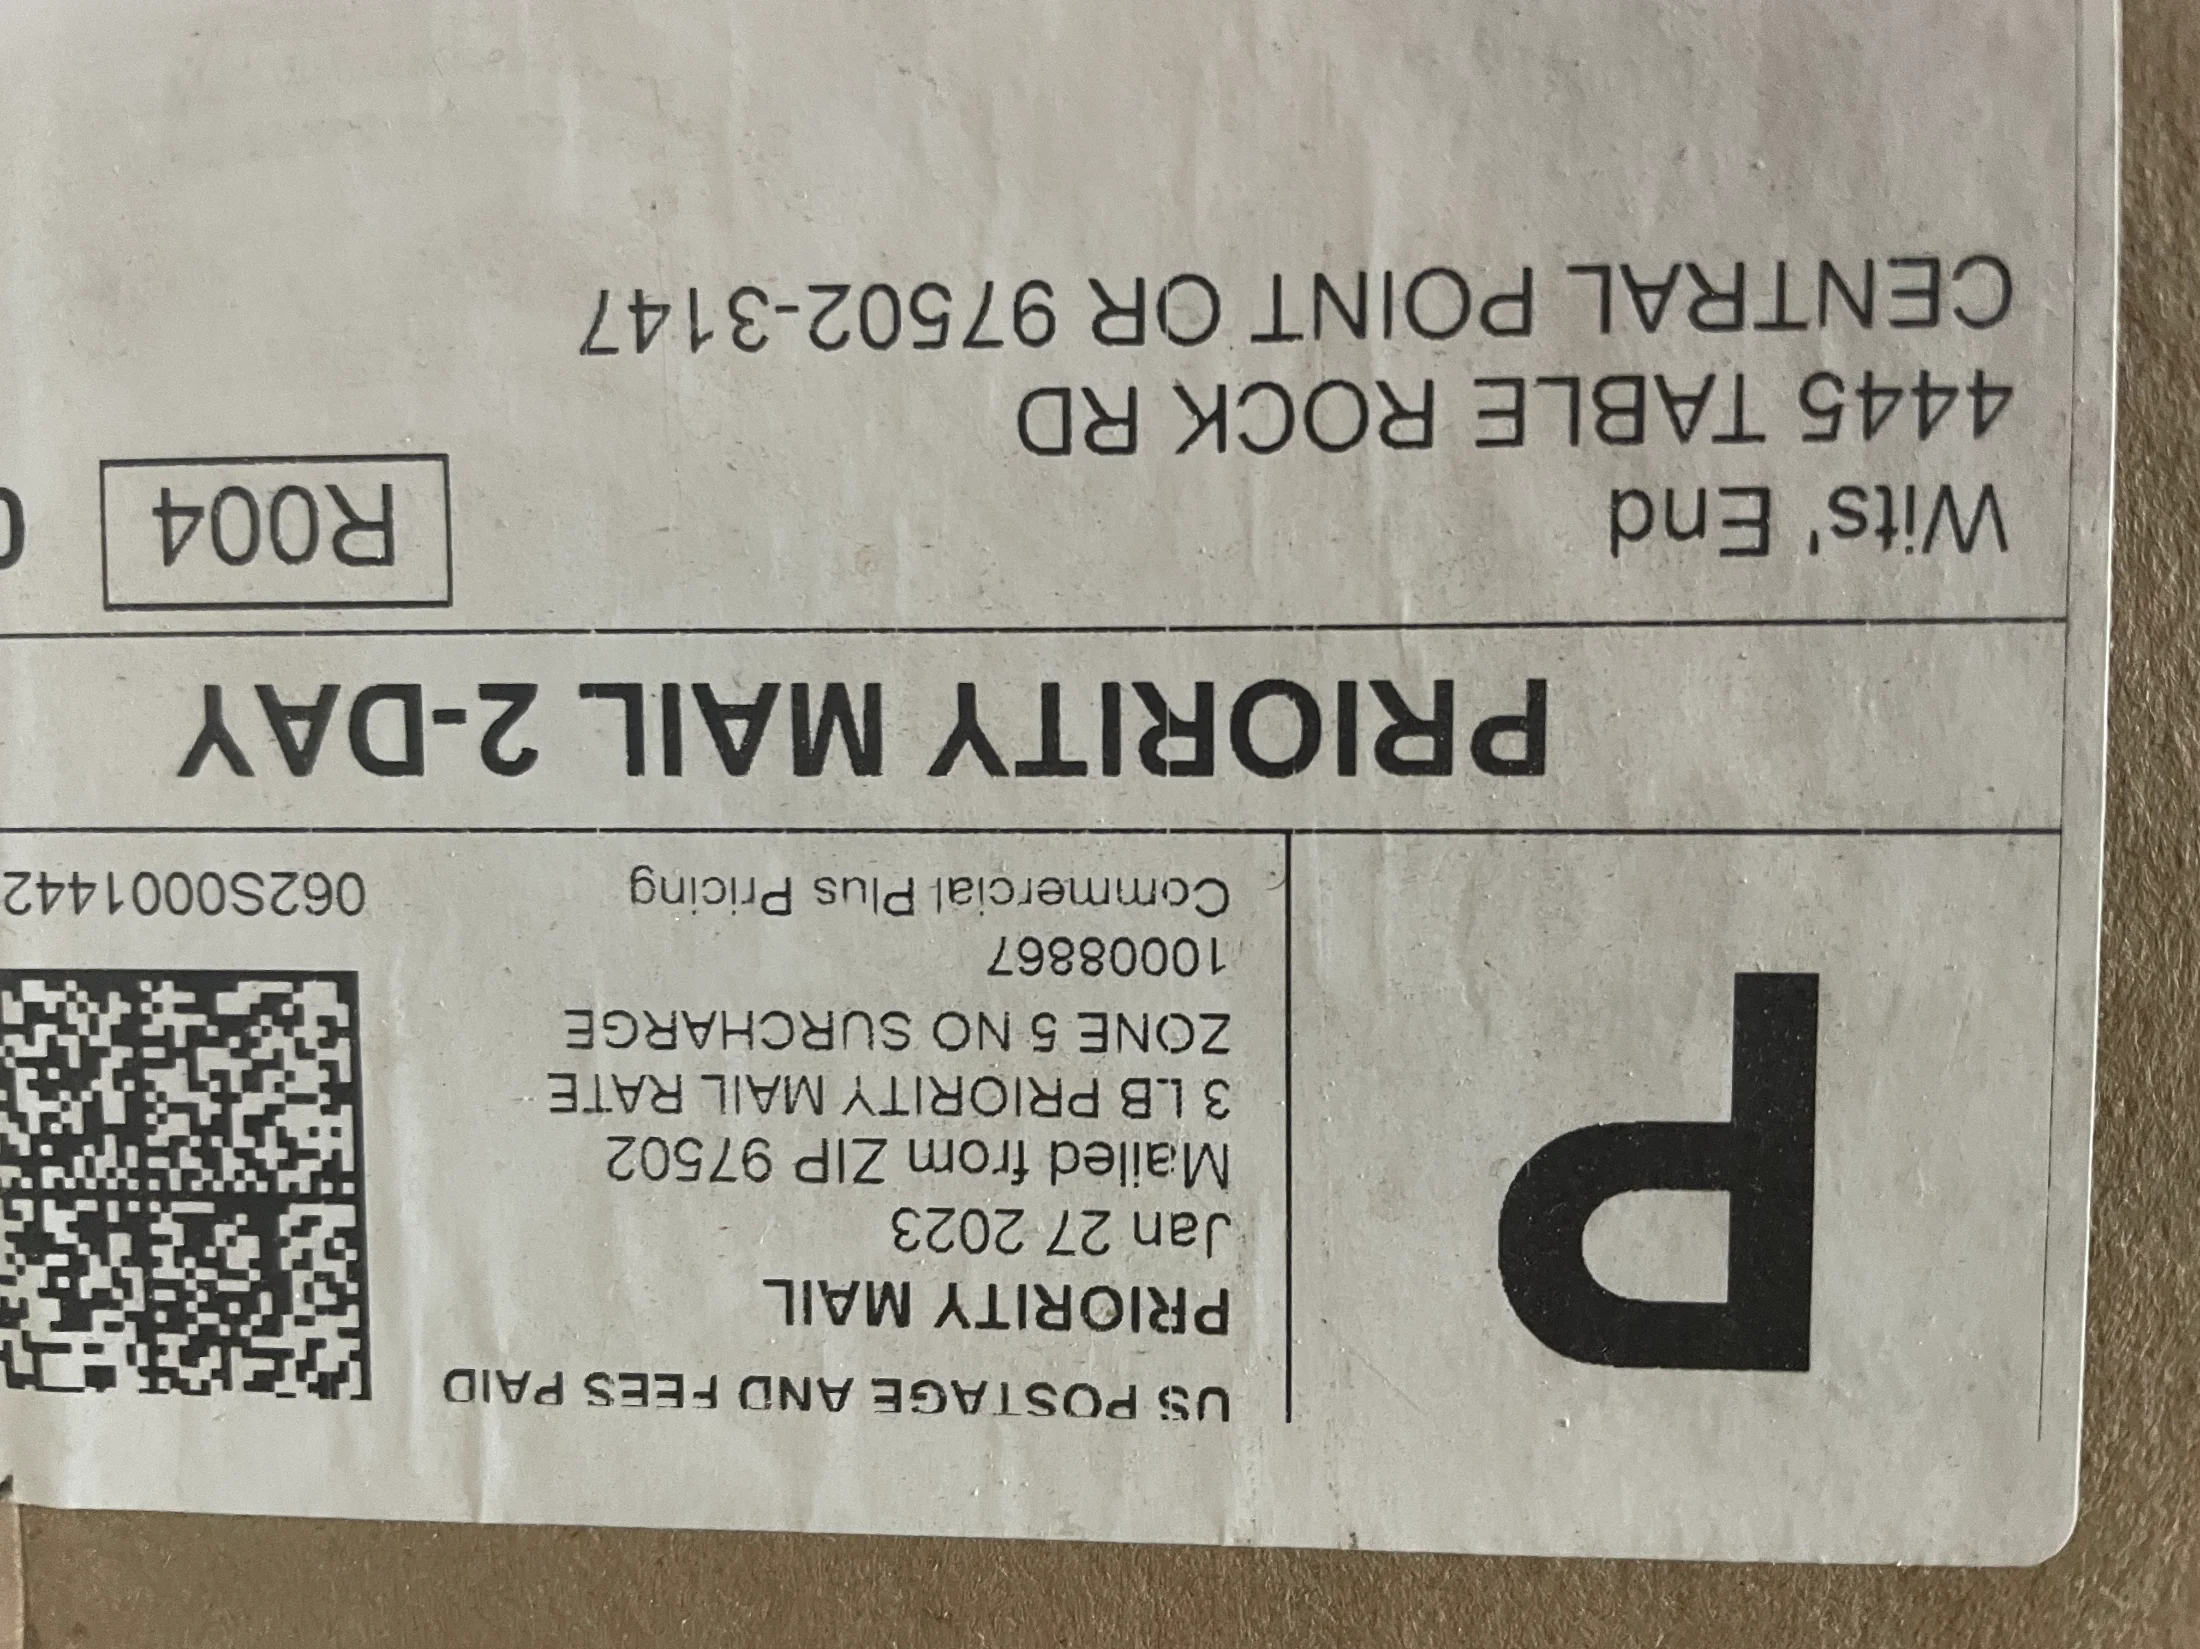 P
US POSTAGE AND FEES PAID
PRIORITY MAIL
Jan 27 2023
Mailed from ZIP 97502
3 LB PRIORITY MAIL RATE
ZONE 5 NO SURCHARGE
10008867
Commercial Plus Pricing
062S0001442
PRIORITY MAIL 2-DAY
Wits' End
4445 TABLE ROCK RD
CENTRAL POINT OR 97502-3147
R004